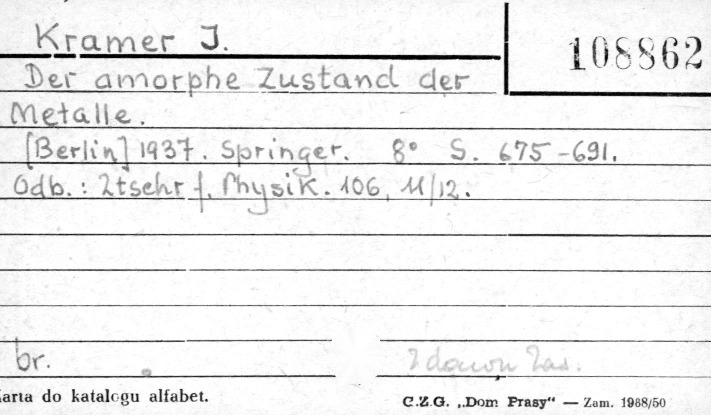 Kramer J.
108862
Der amorphe Zustand der
Metalle.
[Berlin] 1937. Springer. 8° S. 675-691.
Odb.: Ztschr f. Physik. 106, 11/12.
br.
Karta do katalogu alfabet.
C.Z.G. „Dom Prasy" — Zam. 1968/50